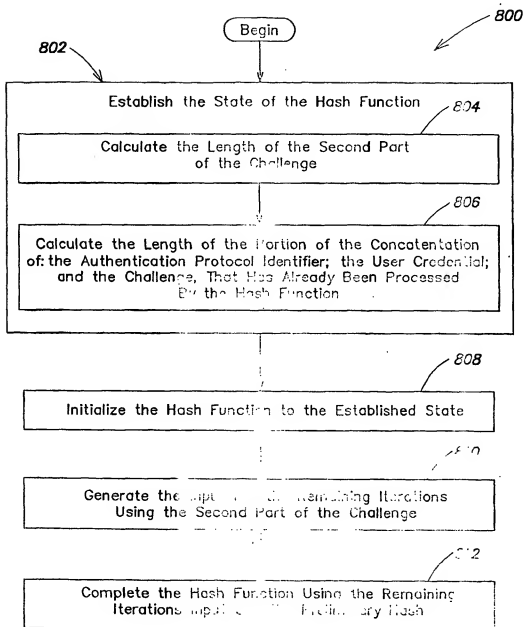 800
Begin
802
Establish the State of the Hash Function
804
Calculate the Length of the Second Part
of the Challenge
806
Calculate the Length of the Portion of the Concatentation
of: the Authentication Protocol Identifier; the User Credential;
and the Challenge, That Has Already Been Processed
By the Hash Function
808
Initialize the Hash Function to the Established State
Generate the Remaining Iterations
Using the Second Part of the Challenge
Complete the Hash Function Using the Remaining
Iterations Hash